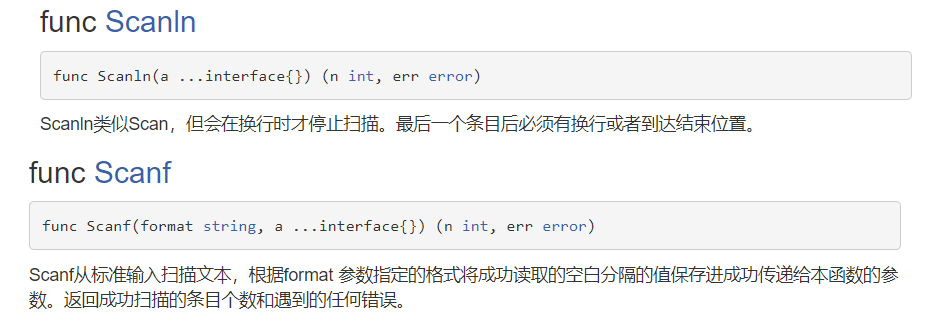 func Scanln
func Scanln(a ...interface{}) (n int, err error)
Scanln类似Scan，但会在换行时才停止扫描。最后一个条目后必须有换行或者到达结束位置。
func Scanf
func Scanf(format string, a ...interface{}) (n int, err error)
Scanf从标准输入扫描文本，根据format 参数指定的格式将成功读取的空白分隔的值保存进成功传递给本函数的参
数。返回成功扫描的条目个数和遇到的任何错误。